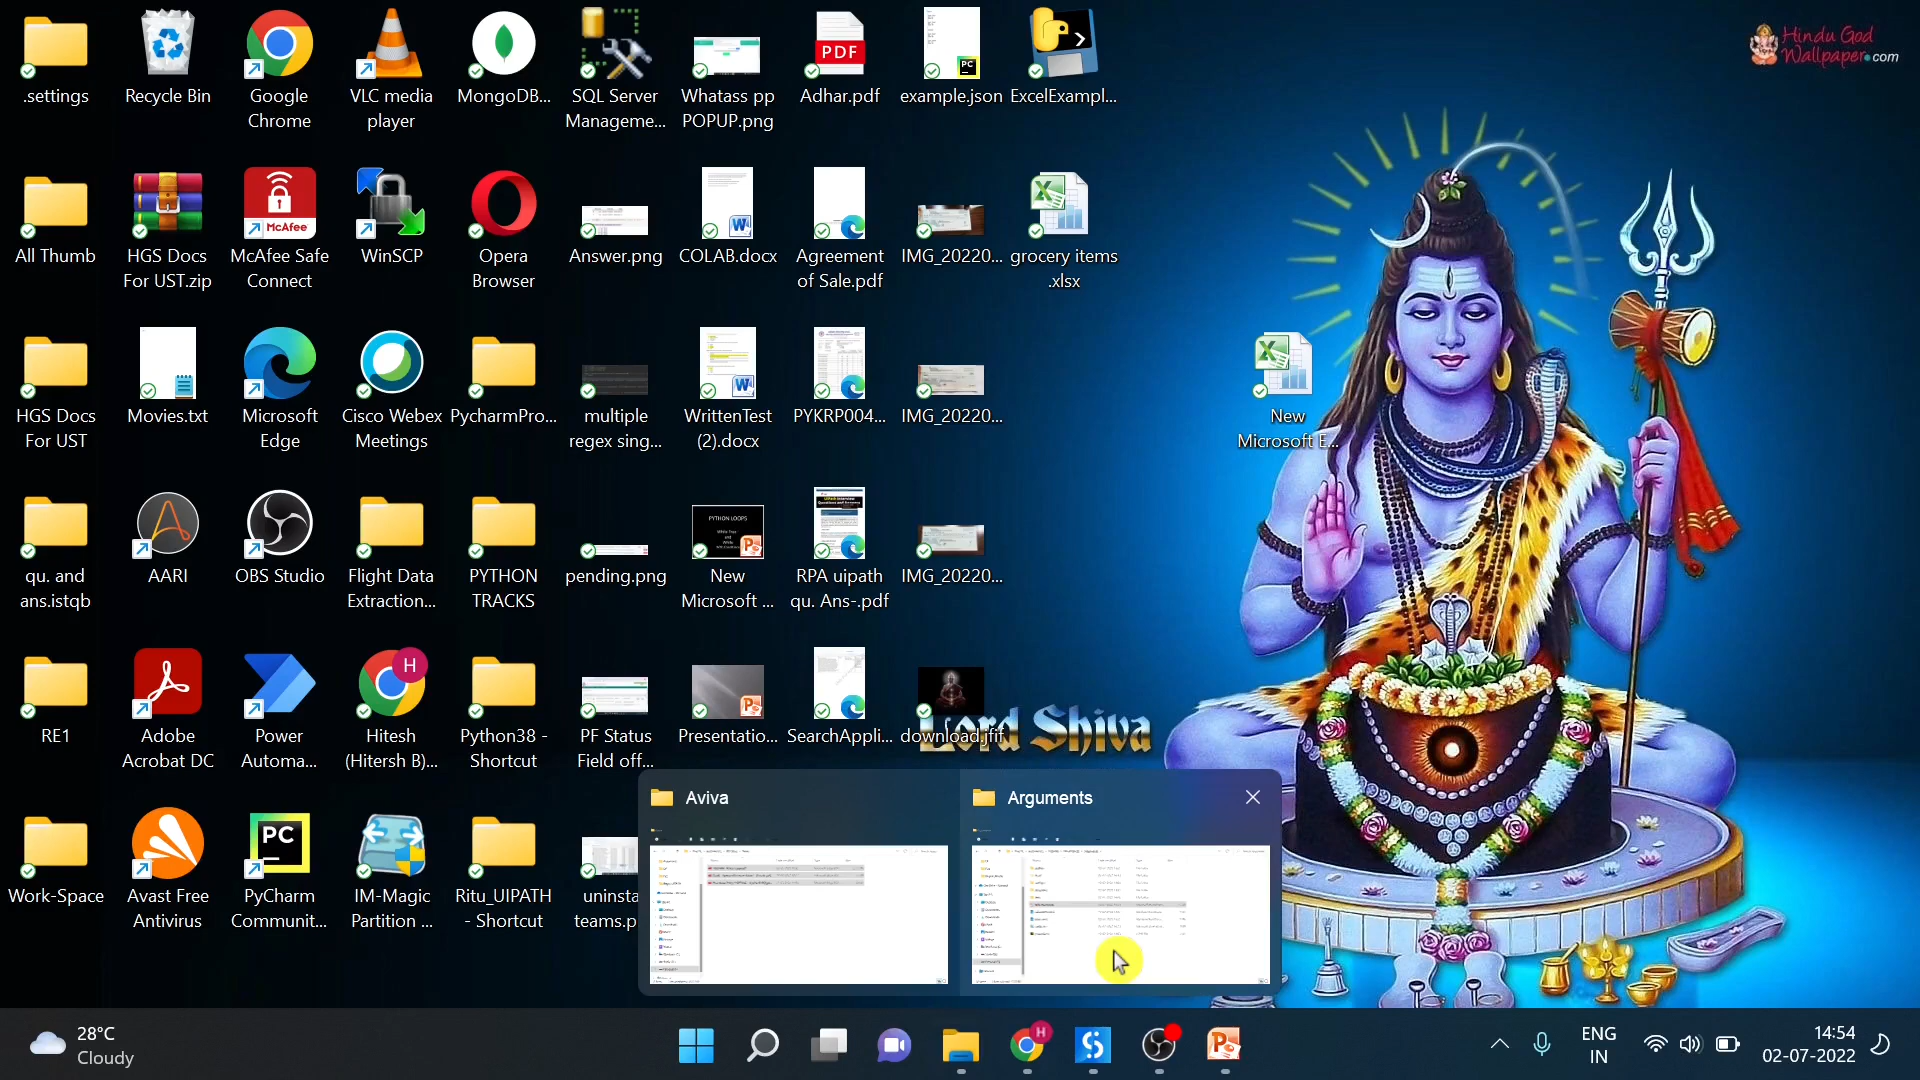 .settings
Recycle Bin
Google
Chrome
VLC media
player
MongoDB...
SQL Server
Manageme...
Whatass pp
POPUP.png
PDF
Adhar.pdf
PC
example.json
ExcelExampl...
Hindu God
Wallpaper.com
All Thumb
HGS Docs
For UST.zip
McAfee
McAfee Safe
Connect
WinSCP
Opera
Browser
Answer.png
COLAB.docx
Agreement
of Sale.pdf
IMG_20220...
grocery items
.xlsx
HGS Docs
For UST
Movies.txt
Microsoft
Edge
Cisco Webex
Meetings
PycharmPro...
multiple
regex sing...
WrittenTest
(2).docx
PYKRP004...
IMG_20220...
New
Microsoft E...
qu. and
ans.istqb
AARI
OBS Studio
Flight Data
Extraction...
PYTHON
TRACKS
pending.png
PYTHON LOOPS
New
Microsoft ...
RPA uipath
qu. Ans-.pdf
IMG_20220...
RE1
Adobe
Acrobat DC
Power
Automa...
H
Hitesh
(Hitersh B)...
Python38 -
Shortcut
PF Status
Field off...
Presentatio...
SearchAppli...
download.jfif
Lord Shiva
Work-Space
Avast Free
Antivirus
PC
PyCharm
Communit...
IM-Magic
Partition ...
Ritu_UIPATH
- Shortcut
uninsta
teams.p
Aviva
Arguments
28°C
Cloudy
H
ENG
IN
14:54
02-07-2022